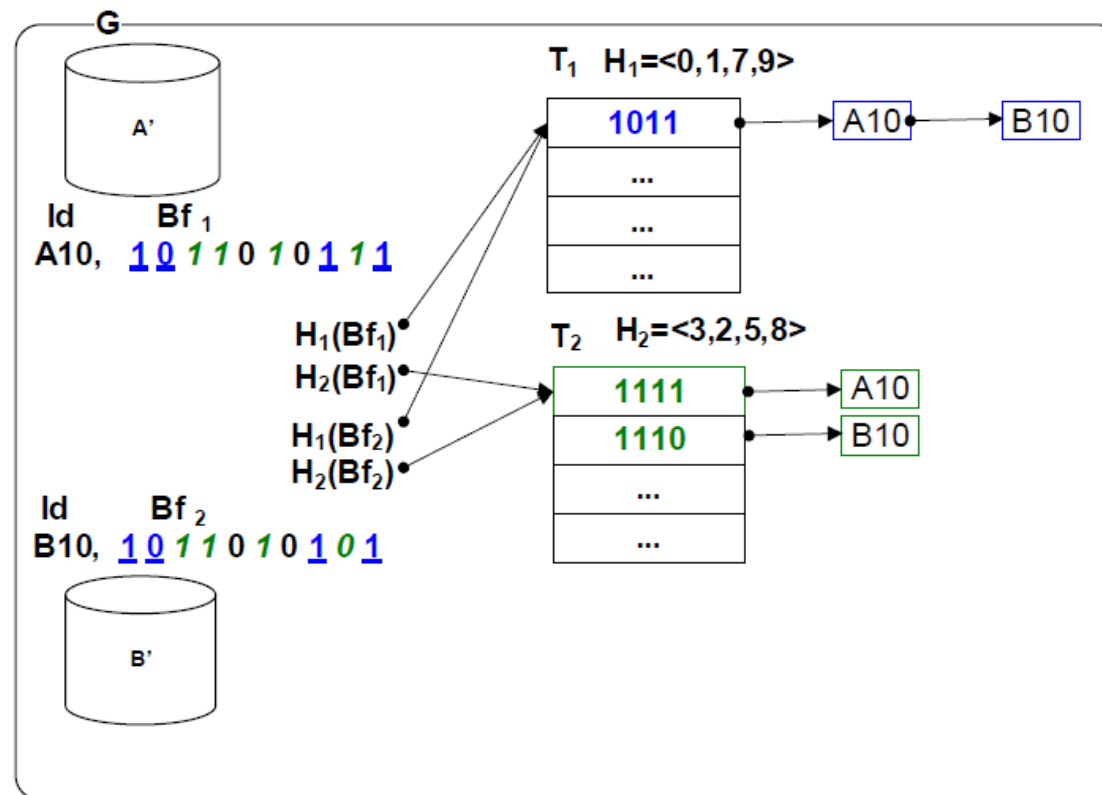 G
A'
Id Bf 1
A10, 1 0 1 1 0 1 0 1 1 1
H1(Bf1)
H2(Bf1)
H1(Bf2)
H2(Bf2)
Id Bf 2
B10, 1 0 1 1 0 1 0 1 0 1
B'
T1 H1=<0,1,7,9>
1011 A10 B10
...
...
...
T2 H2=<3,2,5,8>
1111 A10
1110 B10
...
...